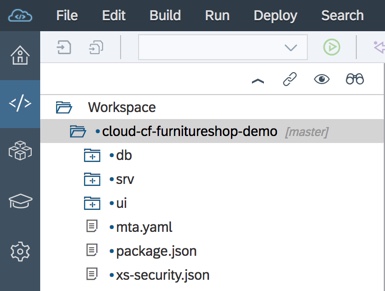 File Edit Build Run Deploy Search
Workspace
cloud-cf-furnitureshop-demo [master]
db
srv
ui
mta.yaml
package.json
xs-security.json